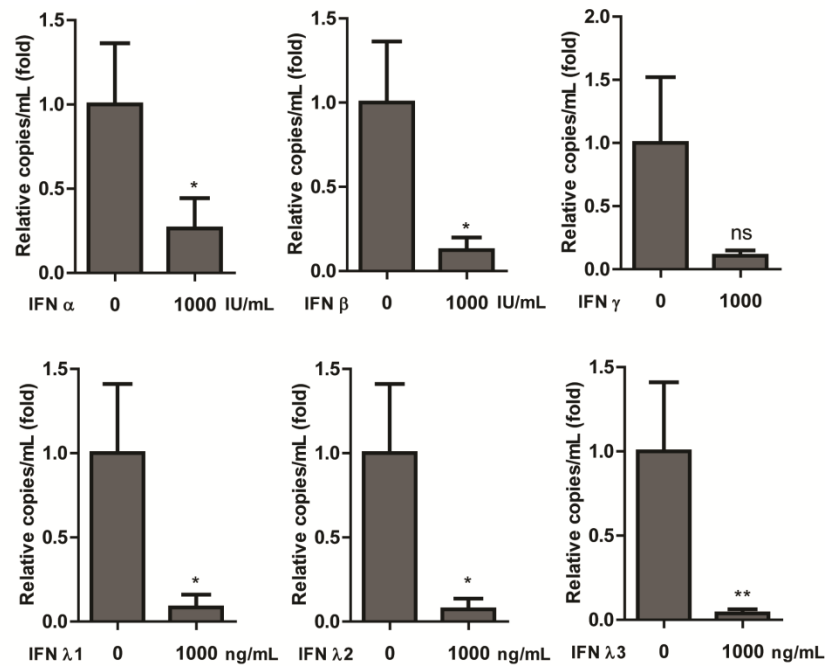 Relative copies/mL (fold)
1.5
1.0
0.5
0.0
*
IFN α 0 1000 IU/mL
Relative copies/mL (fold)
1.5
1.0
0.5
0.0
*
IFN β 0 1000 IU/mL
Relative copies/mL (fold)
2.0
1.5
1.0
0.5
0.0
ns
IFN γ 0 1000
Relative copies/mL (fold)
1.5
1.0
0.5
0.0
*
IFN λ1 0 1000 ng/mL
Relative copies/mL (fold)
1.5
1.0
0.5
0.0
*
IFN λ2 0 1000 ng/mL
Relative copies/mL (fold)
1.5
1.0
0.5
0.0
**
IFN λ3 0 1000 ng/mL